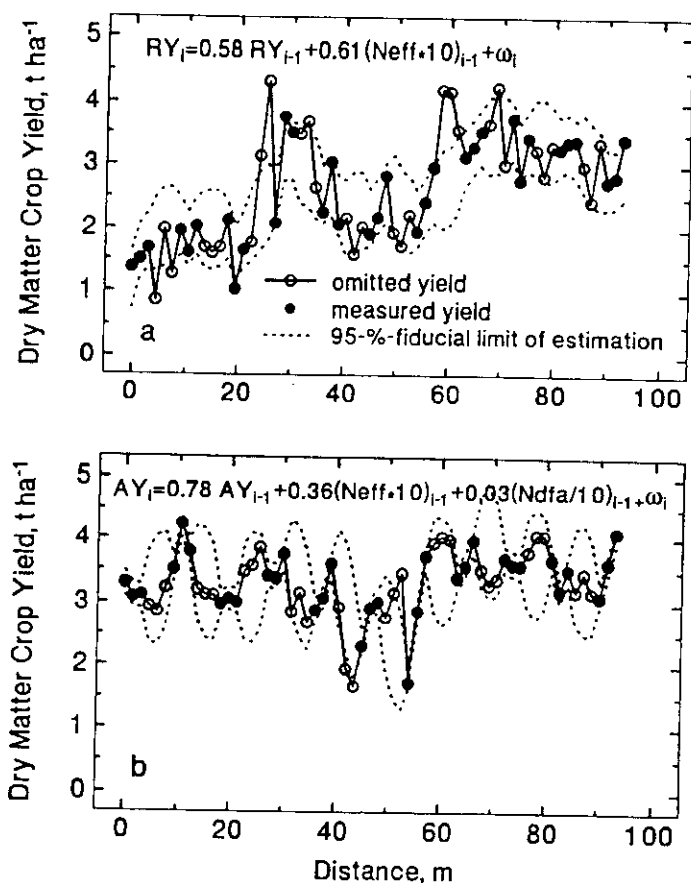 RYi=0.58 RYi-1+0.61(Neff*10)i-1+ωi
Dry Matter Crop Yield, t ha-1
5
4
3
2
1
0
omitted yield
measured yield
95-%-fiducial limit of estimation
a
0 20 40 60 80 100
AYi=0.78 AYi-1+0.36(Neff*10)i-1+0.03(Ndfa/10)i-1+ωi
Dry Matter Crop Yield, t ha-1
5
4
3
2
1
0
b
0 20 40 60 80 100
Distance, m